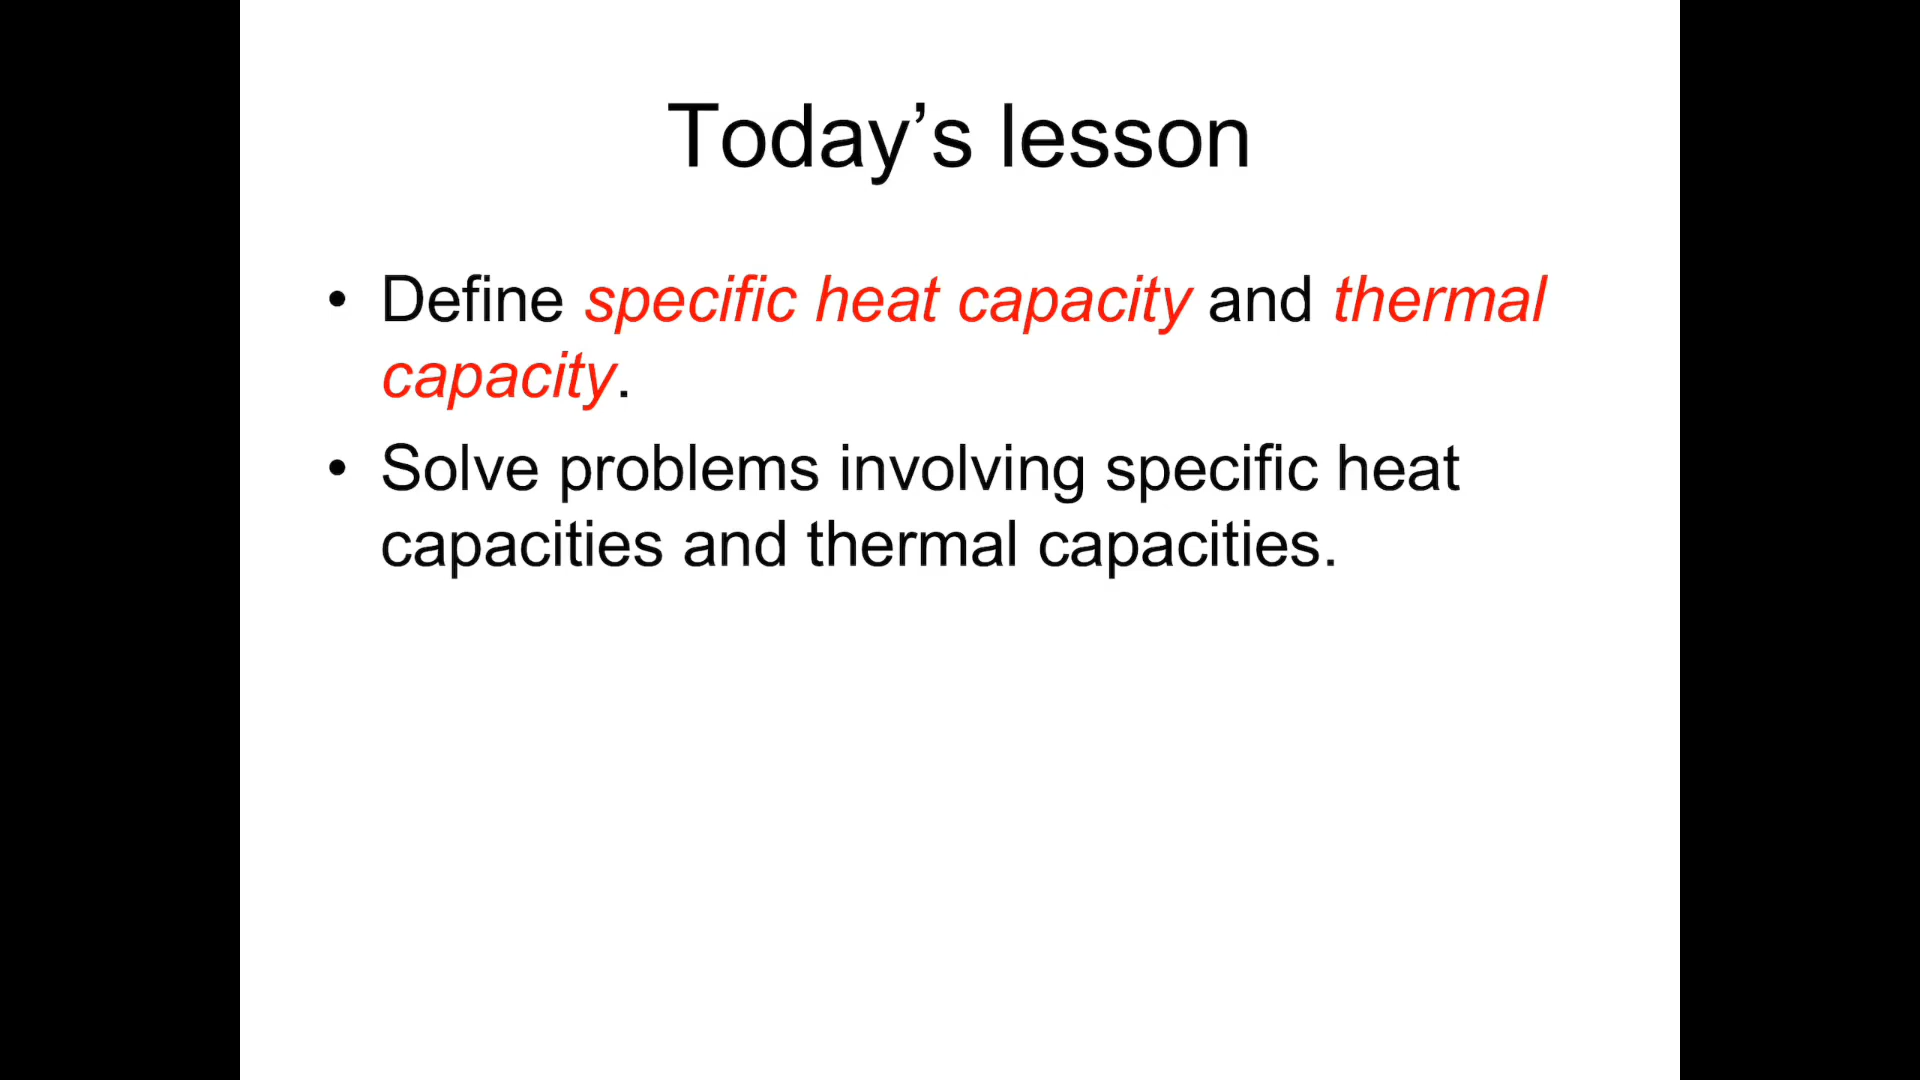 Today’s lesson
• Define specific heat capacity and thermal
capacity.
• Solve problems involving specific heat
capacities and thermal capacities.